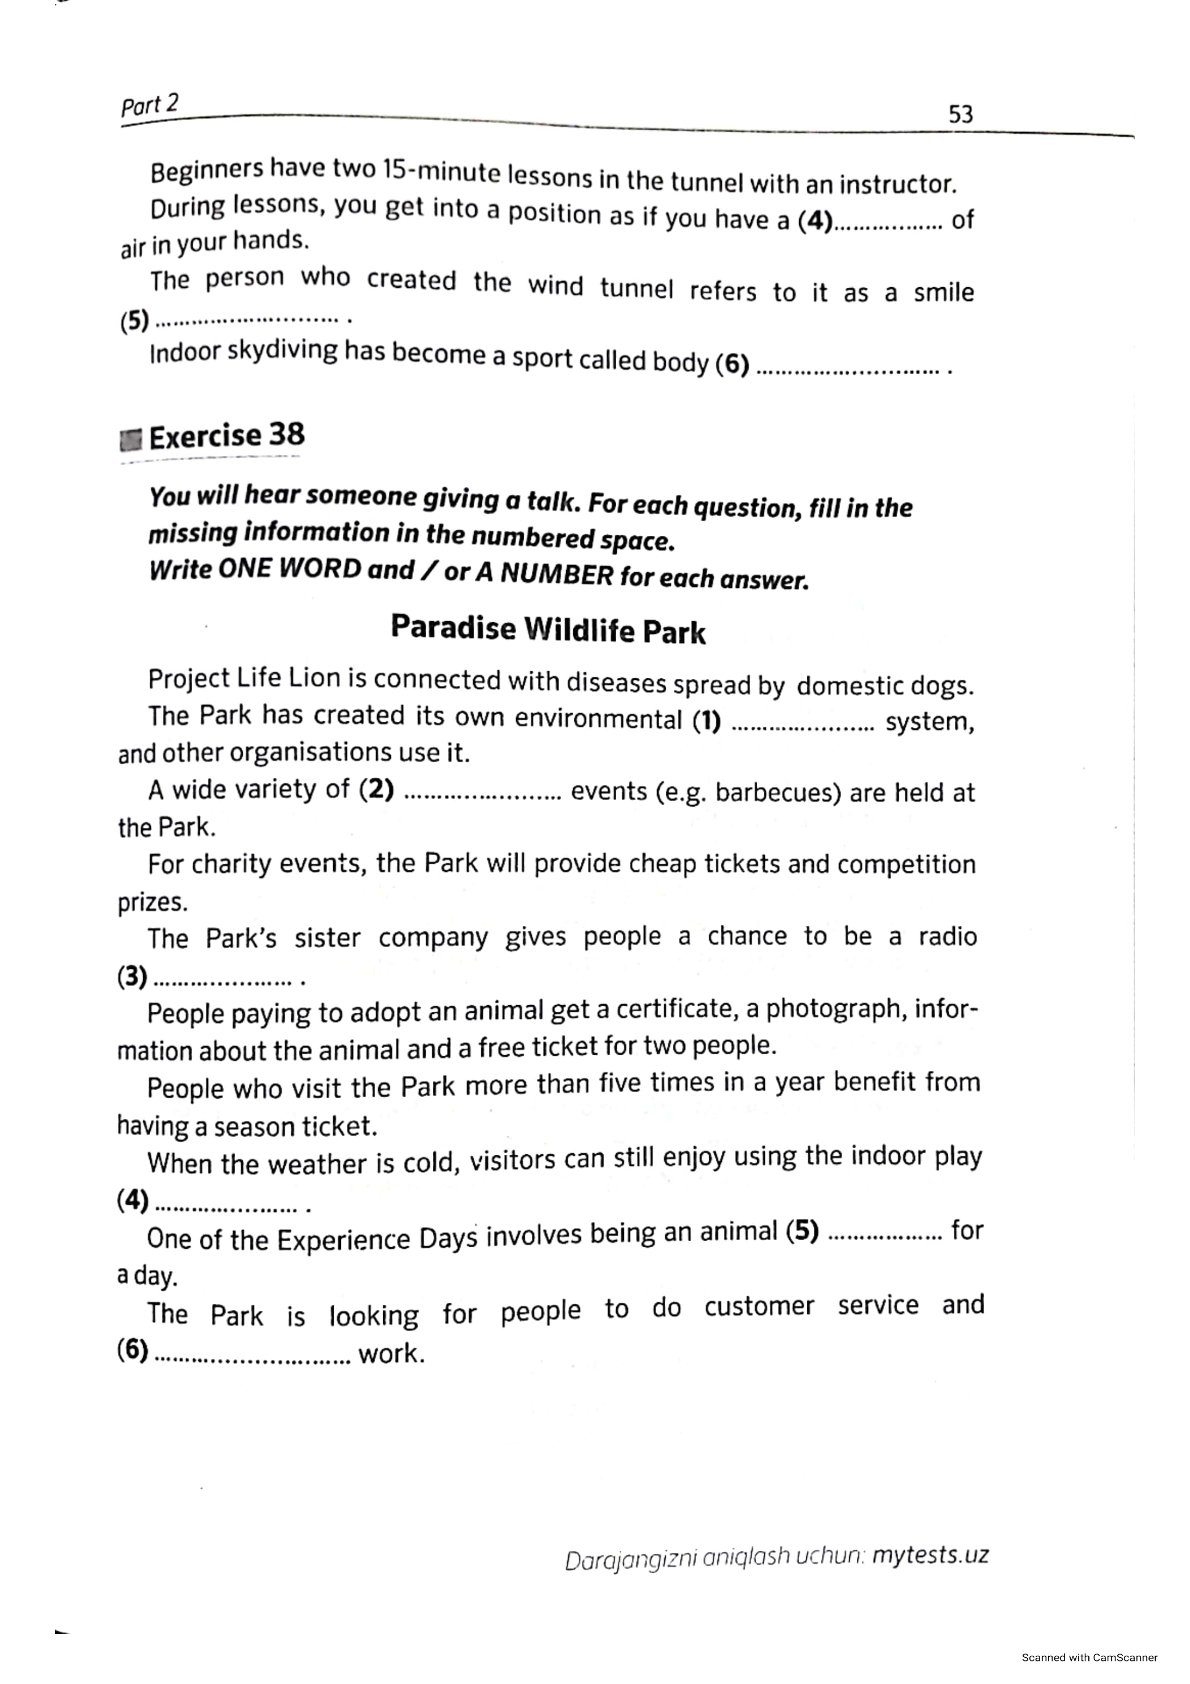 Part 2
53
Beginners have two 15-minute lessons in the tunnel with an instructor.
During lessons, you get into a position as if you have a (4)................. of
air in your hands.
The person who created the wind tunnel refers to it as a smile
(5) ............................. .
Indoor skydiving has become a sport called body (6) ............................. .
Exercise 38
You will hear someone giving a talk. For each question, fill in the
missing information in the numbered space.
Write ONE WORD and / or A NUMBER for each answer.
Paradise Wildlife Park
Project Life Lion is connected with diseases spread by domestic dogs.
The Park has created its own environmental (1) ....................... system,
and other organisations use it.
A wide variety of (2) ......................... events (e.g. barbecues) are held at
the Park.
For charity events, the Park will provide cheap tickets and competition
prizes.
The Park's sister company gives people a chance to be a radio
(3) ....................... .
People paying to adopt an animal get a certificate, a photograph, infor-
mation about the animal and a free ticket for two people.
People who visit the Park more than five times in a year benefit from
having a season ticket.
When the weather is cold, visitors can still enjoy using the indoor play
(4) ....................... .
One of the Experience Days involves being an animal (5) .................. for
a day.
The Park is looking for people to do customer service and
(6) ............................... work.
Darajangizni aniqlash uchun: mytests.uz
Scanned with CamScanner